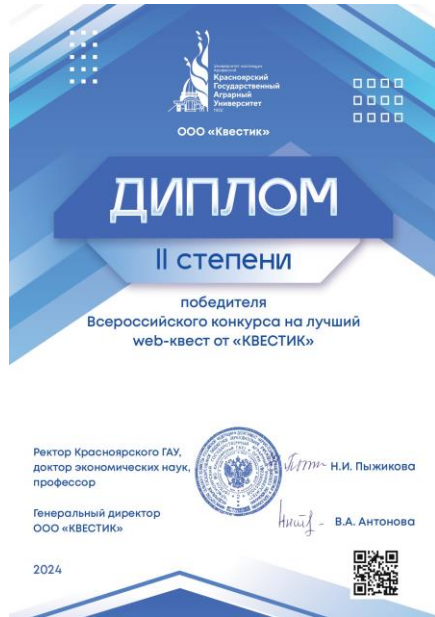 Красноярский
Государственный
Аграрный
Университет
ООО «Квестик»
ДИПЛОМ
II степени
победителя
Всероссийского конкурса на лучший
web-квест от «КВЕСТИК»
Ректор Красноярского ГАУ,
доктор экономических наук,
профессор
Н.И. Пыжикова
Генеральный директор
ООО «КВЕСТИК»
В.А. Антонова
2024